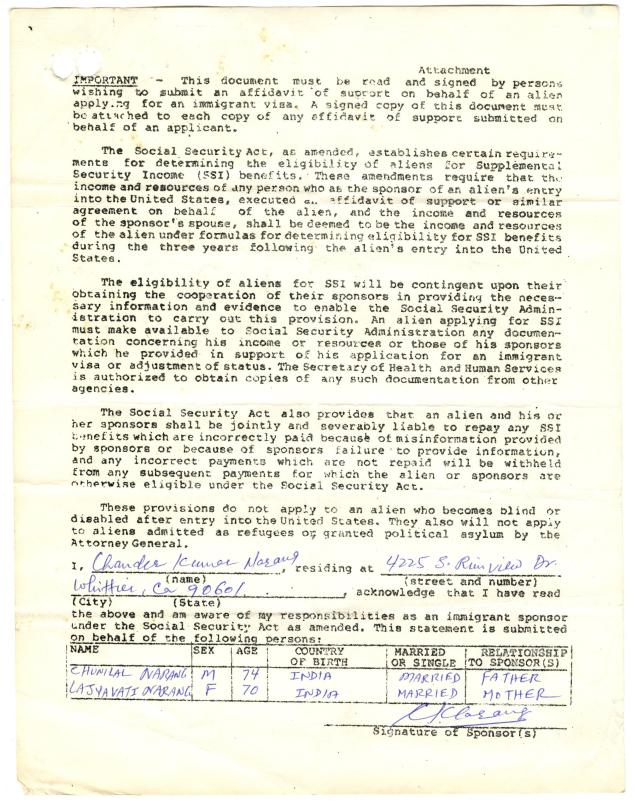 Attachment
IMPORTANT - This document must be read and signed by persons
wishing to submit an affidavit of support on behalf of an alien
applying for an immigrant visa. A signed copy of this document must
be attached to each copy of any affidavit of support submitted on
behalf of an applicant.
The Social Security Act, as amended, establishes certain require-
ments for determining the eligibility of aliens for Supplemental
Security Income (SSI) benefits. These amendments require that the
income and resources of any person who as the sponsor of an alien's entry
into the United States, executed an affidavit of support or similar
agreement on behalf of the alien, and the income and resources
of the sponsor's spouse, shall be deemed to be the income and resources
of the alien under formulas for determining eligibility for SSI benefits
during the three years following the alien's entry into the United
States.
The eligibility of aliens for SSI will be contingent upon their
obtaining the cooperation of their sponsors in providing the neces-
sary information and evidence to enable the Social Security Admin-
istration to carry out this provision. An alien applying for SSI
must make available to Social Security Administration any documen-
tation concerning his income or resources or those of his sponsors
which he provided in support of his application for an immigrant
visa or adjustment of status. The Secretary of Health and Human Services
is authorized to obtain copies of any such documentation from other
agencies.
The Social Security Act also provides that an alien and his or
her sponsors shall be jointly and severably liable to repay any SSI
benefits which are incorrectly paid because of misinformation provided
by sponsors or because of sponsors failure to provide information,
and any incorrect payments which are not repaid will be withheld
from any subsequent payments for which the alien or sponsors are
otherwise eligible under the Social Security Act.
These provisions do not apply to an alien who becomes blind or
disabled after entry into the United States. They also will not apply
to aliens admitted as refugees or granted political asylum by the
Attorney General.
I, Chander Kumar Narang, residing at 4225 S. Rimview Dr.
(name) (street and number)
Whittier, Ca 90601, acknowledge that I have read
(City) (State)
the above and am aware of my responsibilities as an immigrant sponsor
under the Social Security Act as amended. This statement is submitted
on behalf of the following persons:
NAME SEX AGE COUNTRY OF BIRTH MARRIED OR SINGLE RELATIONSHIP TO SPONSOR(S)
CHUNILAL NARANG M 74 INDIA MARRIED FATHER
LAJYAVATI NARANG F 70 INDIA MARRIED MOTHER
CKNarang
Signature of Sponsor(s)